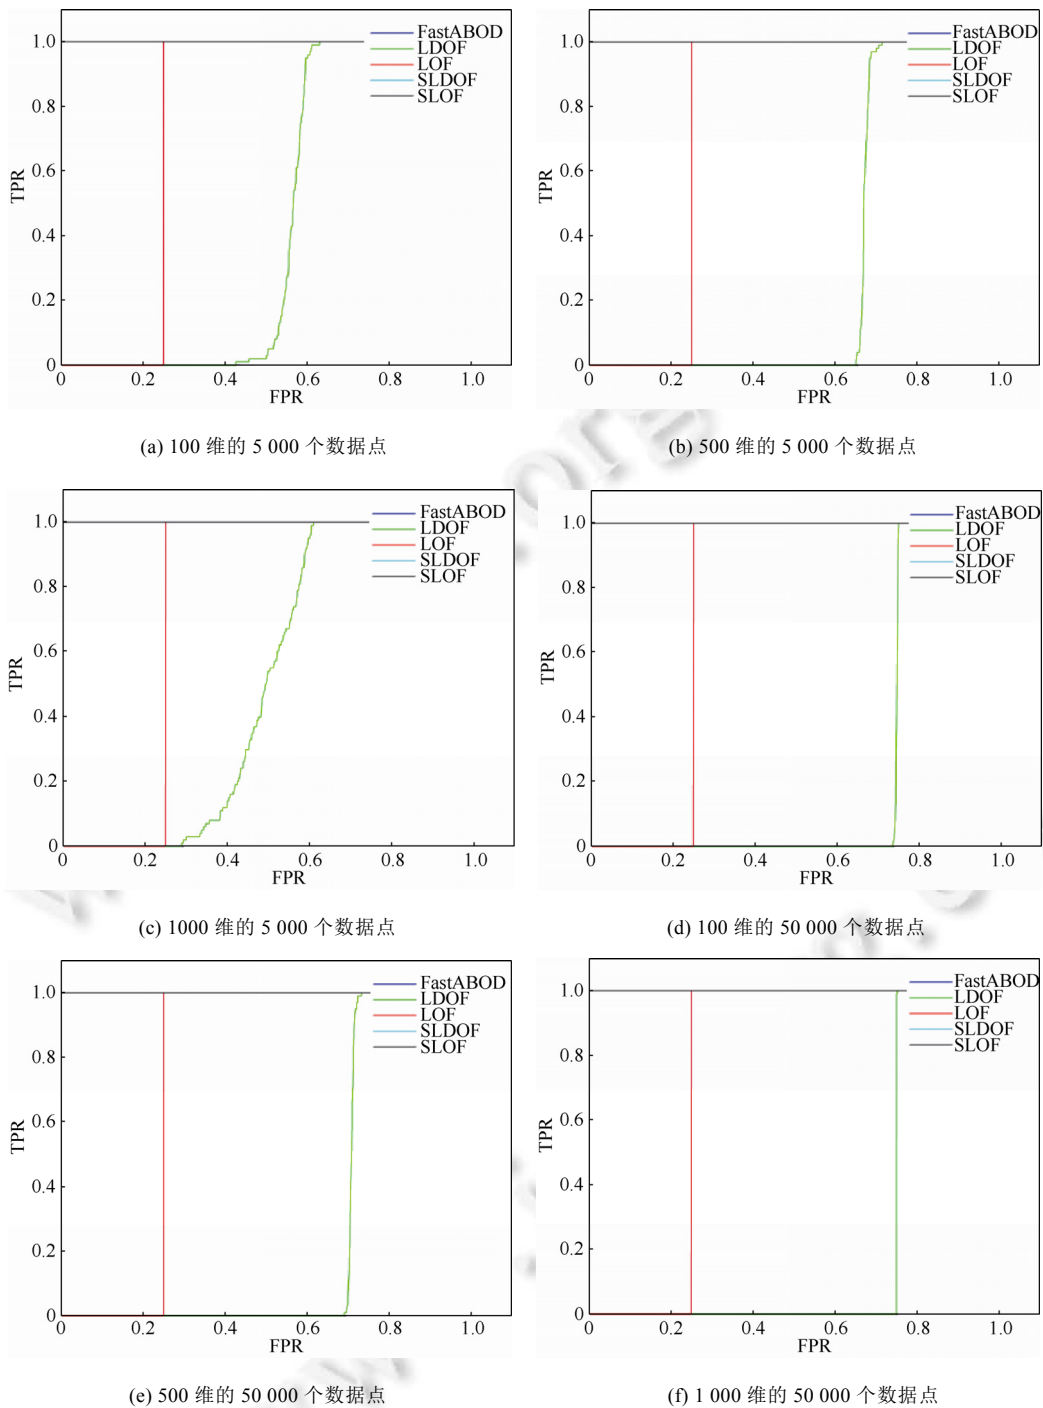 1.0
0.8
0.6
0.4
0.2
0
TPR
0 0.2 0.4 0.6 0.8 1.0
FPR
FastABOD
LDOF
LOF
SLDOF
SLOF
(a) 100 维的 5 000 个数据点
1.0
0.8
0.6
0.4
0.2
0
TPR
0 0.2 0.4 0.6 0.8 1.0
FPR
FastABOD
LDOF
LOF
SLDOF
SLOF
(b) 500 维的 5 000 个数据点
1.0
0.8
0.6
0.4
0.2
0
TPR
0 0.2 0.4 0.6 0.8 1.0
FPR
FastABOD
LDOF
LOF
SLDOF
SLOF
(c) 1000 维的 5 000 个数据点
1.0
0.8
0.6
0.4
0.2
0
TPR
0 0.2 0.4 0.6 0.8 1.0
FPR
FastABOD
LDOF
LOF
SLDOF
SLOF
(d) 100 维的 50 000 个数据点
1.0
0.8
0.6
0.4
0.2
0
TPR
0 0.2 0.4 0.6 0.8 1.0
FPR
FastABOD
LDOF
LOF
SLDOF
SLOF
(e) 500 维的 50 000 个数据点
1.0
0.8
0.6
0.4
0.2
0
TPR
0 0.2 0.4 0.6 0.8 1.0
FPR
FastABOD
LDOF
LOF
SLDOF
SLOF
(f) 1 000 维的 50 000 个数据点